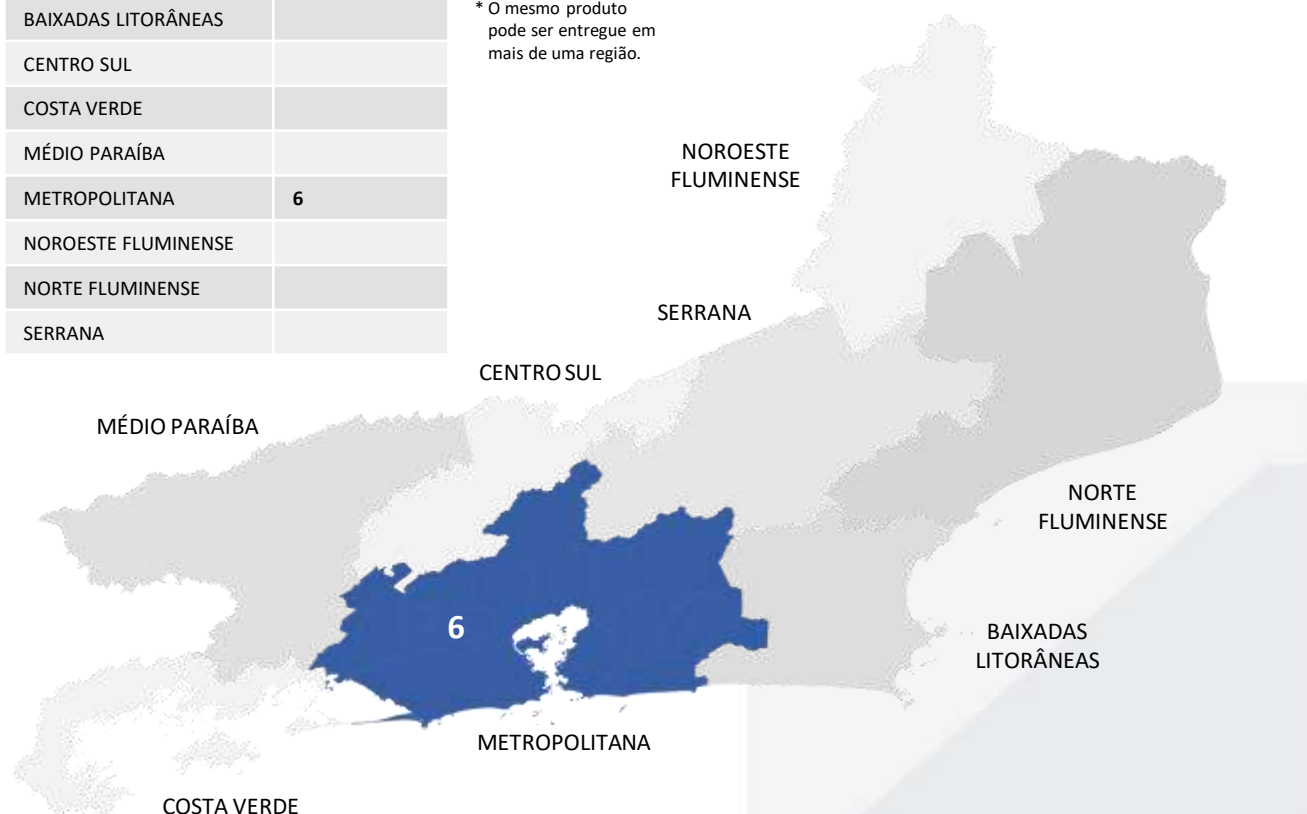 BAIXADAS LITORÂNEAS
CENTRO SUL
COSTA VERDE
MÉDIO PARAÍBA
METROPOLITANA 6
NOROESTE FLUMINENSE
NORTE FLUMINENSE
SERRANA
* O mesmo produto
pode ser entregue em
mais de uma região.
NOROESTE
FLUMINENSE
SERRANA
CENTRO SUL
MÉDIO PARAÍBA
NORTE
FLUMINENSE
6
BAIXADAS
LITORÂNEAS
METROPOLITANA
COSTA VERDE